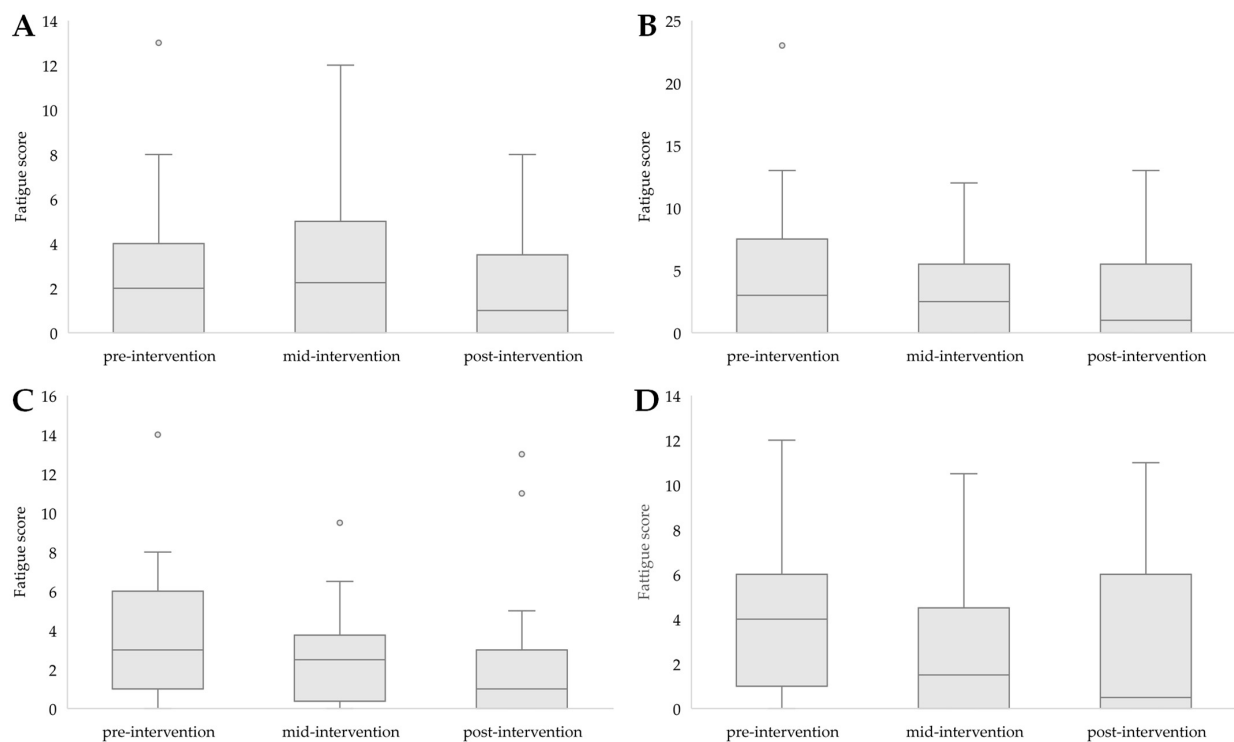 A
14
12
10
8
6
4
2
0
Fatigue score
pre-intervention mid-intervention post-intervention
B
25
20
15
10
5
0
Fatigue score
pre-intervention mid-intervention post-intervention
C
16
14
12
10
8
6
4
2
0
Fatigue score
pre-intervention mid-intervention post-intervention
D
14
12
10
8
6
4
2
0
Fattigue score
pre-intervention mid-intervention post-intervention